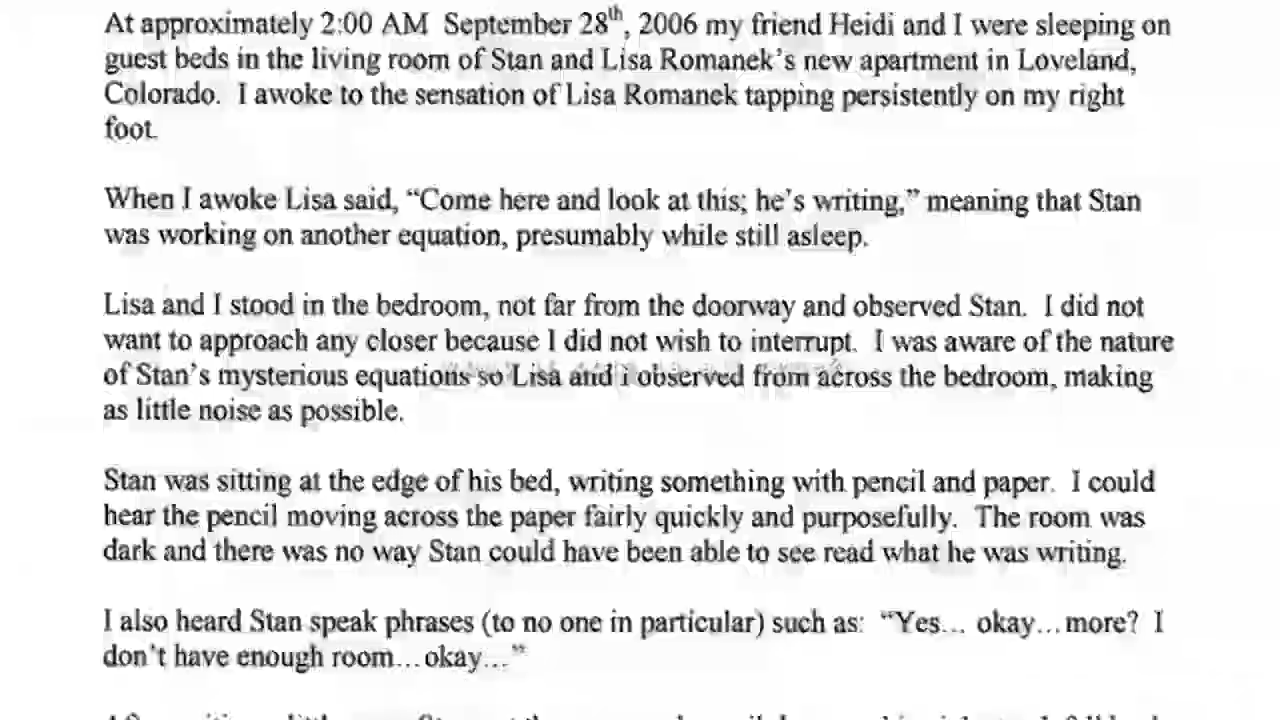 At approximately 2:00 AM September 28th, 2006 my friend Heidi and I were sleeping on
guest beds in the living room of Stan and Lisa Romanek's new apartment in Loveland,
Colorado. I awoke to the sensation of Lisa Romanek tapping persistently on my right
foot.
When I awoke Lisa said, “Come here and look at this; he's writing,” meaning that Stan
was working on another equation, presumably while still asleep.
Lisa and I stood in the bedroom, not far from the doorway and observed Stan. I did not
want to approach any closer because I did not wish to interrupt. I was aware of the nature
of Stan's mysterious equations so Lisa and i observed from across the bedroom, making
as little noise as possible.
Stan was sitting at the edge of his bed, writing something with pencil and paper. I could
hear the pencil moving across the paper fairly quickly and purposefully. The room was
dark and there was no way Stan could have been able to see read what he was writing.
I also heard Stan speak phrases (to no one in particular) such as: “Yes... okay...more? I
don't have enough room...okay...”